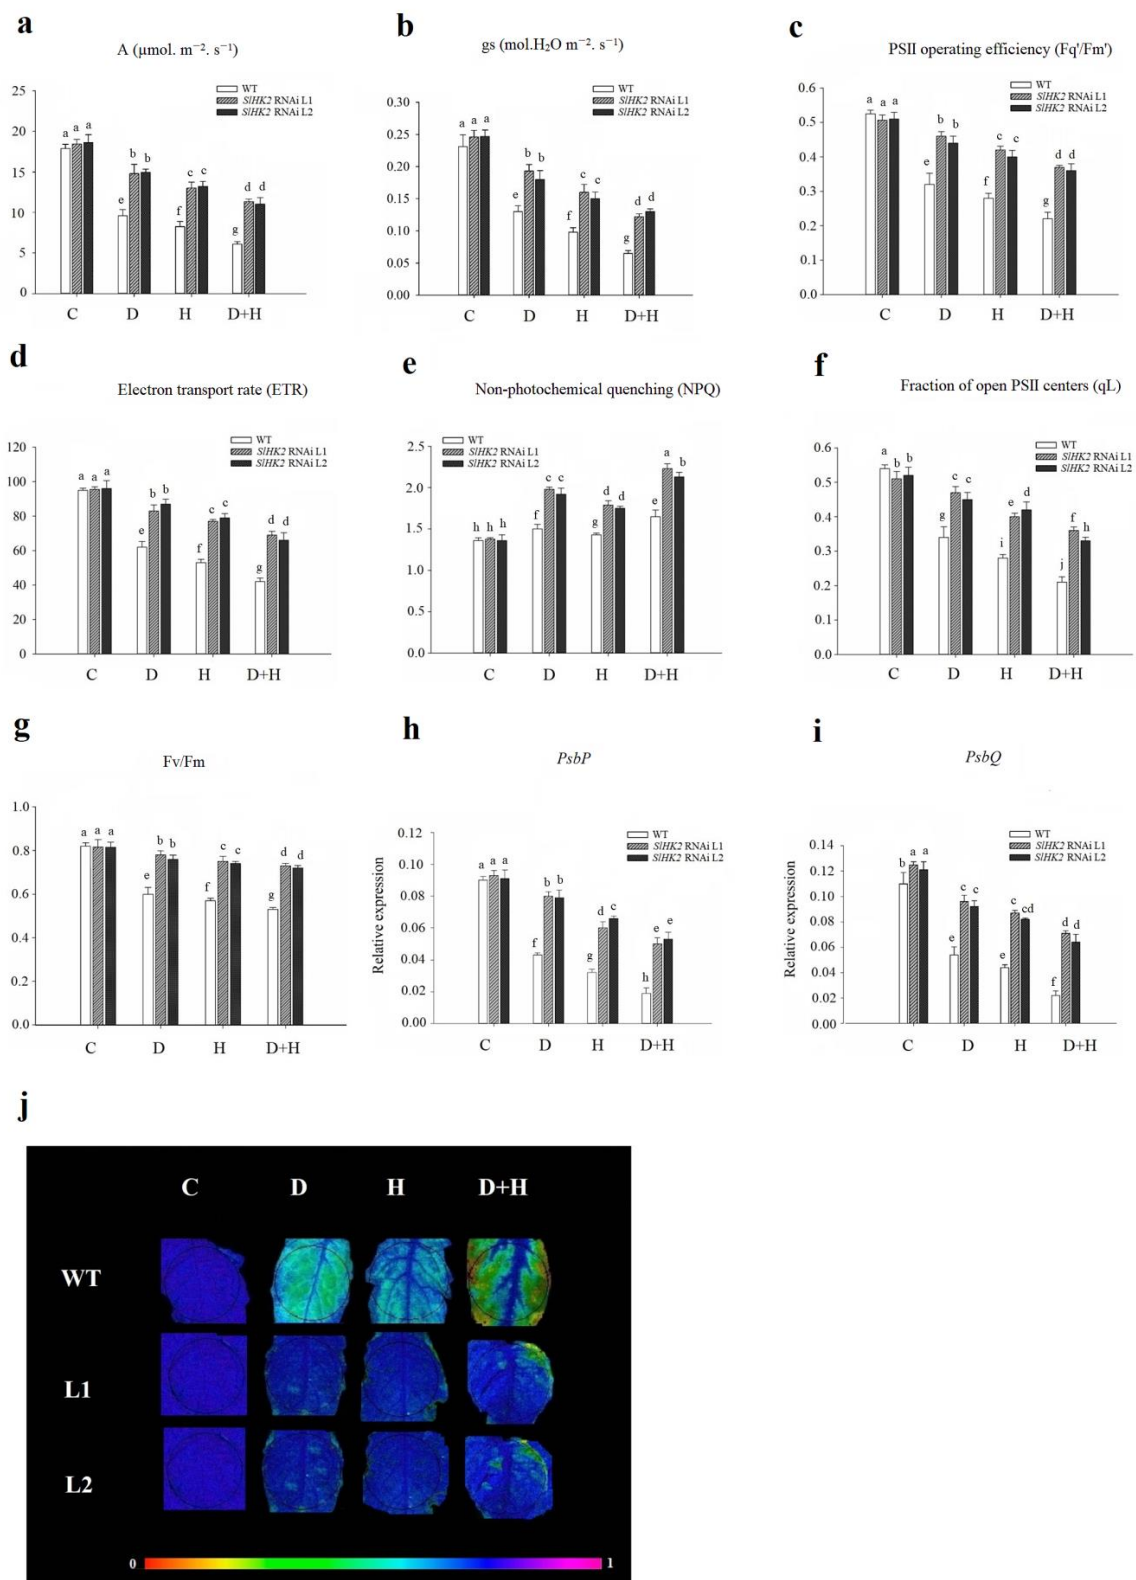 a
A (µmol. m⁻². s⁻¹)
WT
SlHK2 RNAi L1
SlHK2 RNAi L2
25
20
15
10
5
0
a a a
e b b
f c c
g d d
C D H D+H
b
gs (mol.H₂O m⁻². s⁻¹)
WT
SlHK2 RNAi L1
SlHK2 RNAi L2
0.30
0.25
0.20
0.15
0.10
0.05
0.00
a a a
e b b
f c c
g d d
C D H D+H
c
PSII operating efficiency (Fq'/Fm')
WT
SlHK2 RNAi L1
SlHK2 RNAi L2
0.6
0.5
0.4
0.3
0.2
0.1
0.0
a a a
e b b
f c c
g d d
C D H D+H
d
Electron transport rate (ETR)
WT
SlHK2 RNAi L1
SlHK2 RNAi L2
120
100
80
60
40
20
0
a a a
e b b
f c c
g d d
C D H D+H
e
Non-photochemical quenching (NPQ)
WT
SlHK2 RNAi L1
SlHK2 RNAi L2
2.5
2.0
1.5
1.0
0.5
0.0
h h h
f c c
g d d
e a b
C D H D+H
f
Fraction of open PSII centers (qL)
WT
SlHK2 RNAi L1
SlHK2 RNAi L2
0.6
0.5
0.4
0.3
0.2
0.1
0.0
a b b
g c c
i e d
j f h
C D H D+H
g
Fv/Fm
1.0
0.8
0.6
0.4
0.2
0.0
a a a
e b b
f c c
g d d
C D H D+H
h
PsbP
WT
SlHK2 RNAi L1
SlHK2 RNAi L2
Relative expression
0.12
0.10
0.08
0.06
0.04
0.02
0.00
a a a
f b b
g d c
h e e
C D H D+H
i
PsbQ
WT
SlHK2 RNAi L1
SlHK2 RNAi L2
Relative expression
0.14
0.12
0.10
0.08
0.06
0.04
0.02
0.00
b a a
e c c
e c cd
f d d
C D H D+H
j
C D H D+H
WT
L1
L2
0 1